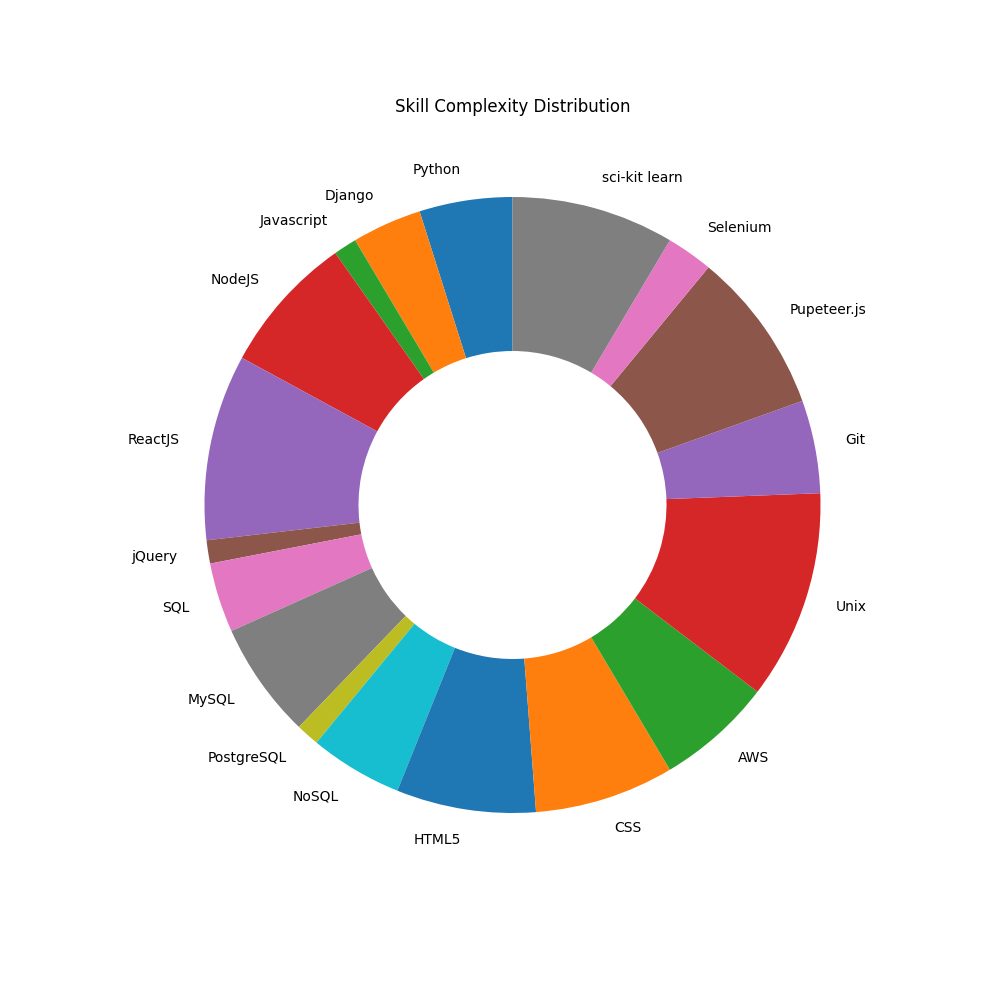 Skill Complexity Distribution
Python
Django
Javascript
NodeJS
ReactJS
jQuery
SQL
MySQL
PostgreSQL
NoSQL
HTML5
CSS
AWS
Unix
Git
Pupeteer.js
Selenium
sci-kit learn